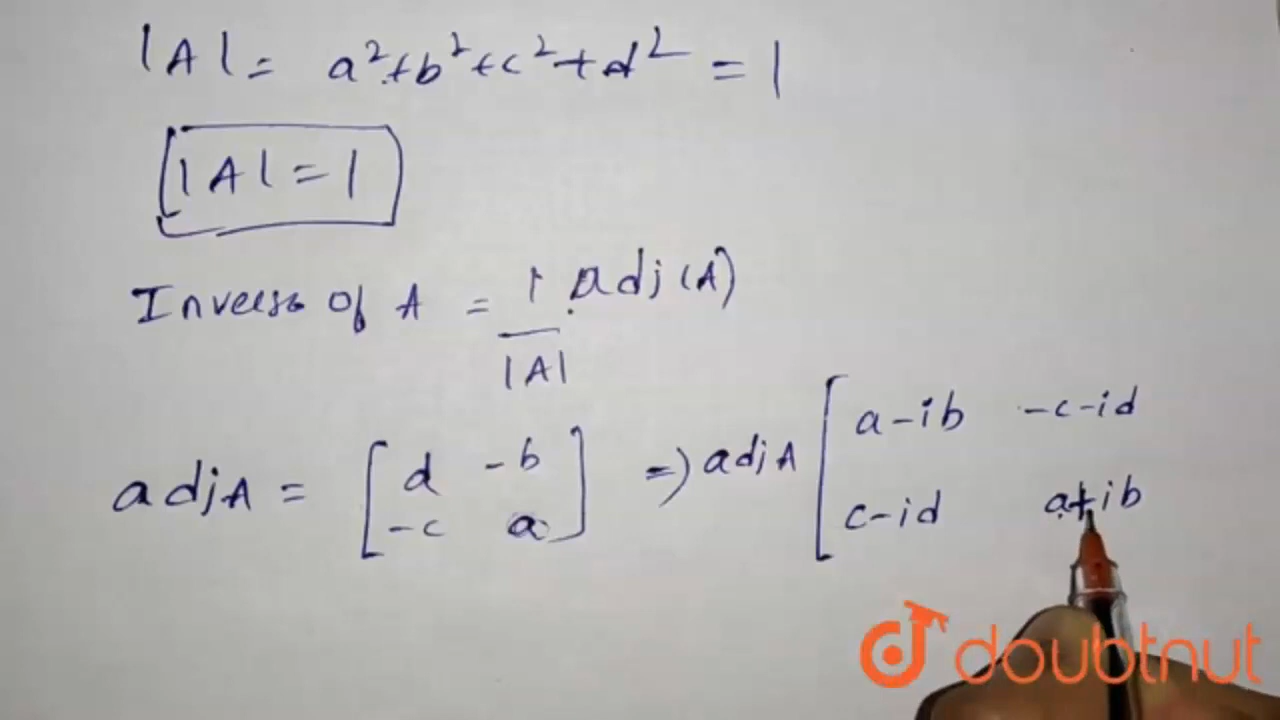 |A| = a²+b²+c²+d² = 1
|A| = 1
Inverse of A = 1/|A| . adj(A)
adjA = [d -b; -c a] => adjA [a-ib -c-id; c-id a+ib]
doubtnut